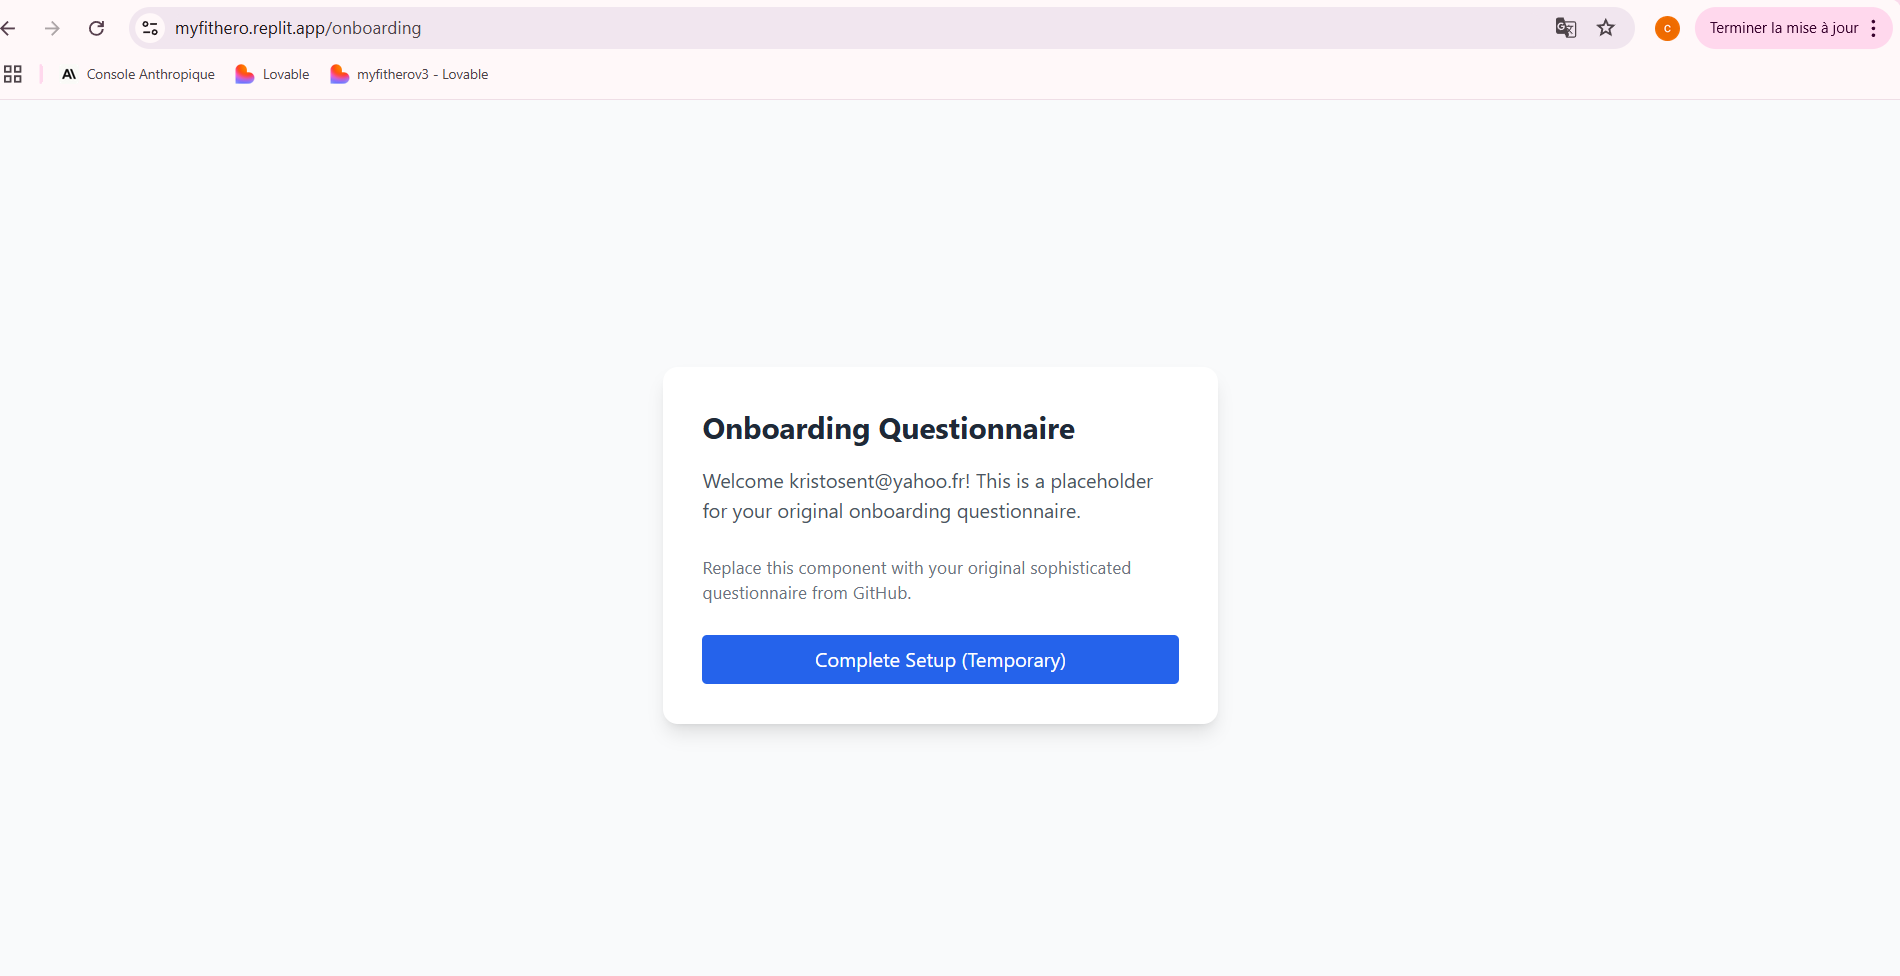 myfithero.replit.app/onboarding
C
Terminer la mise à jour
Console Anthropique
Lovable
myfitherov3 - Lovable
Onboarding Questionnaire
Welcome kristosent@yahoo.fr! This is a placeholder
for your original onboarding questionnaire.
Replace this component with your original sophisticated
questionnaire from GitHub.
Complete Setup (Temporary)